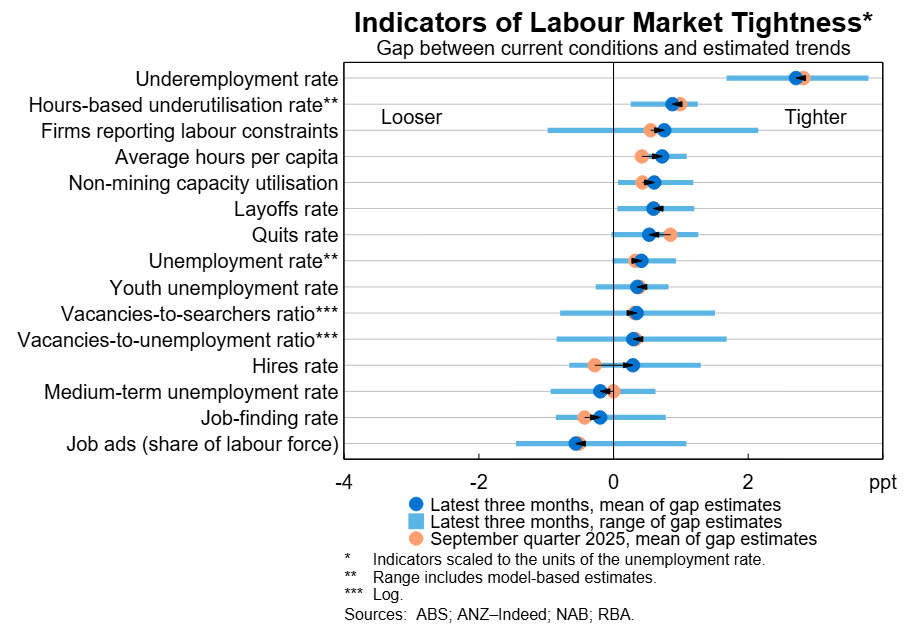 Indicators of Labour Market Tightness*
Gap between current conditions and estimated trends
Underemployment rate
Hours-based underutilisation rate**
Looser
Tighter
Firms reporting labour constraints
Average hours per capita
Non-mining capacity utilisation
Layoffs rate
Quits rate
Unemployment rate**
Youth unemployment rate
Vacancies-to-searchers ratio***
Vacancies-to-unemployment ratio***
Hires rate
Medium-term unemployment rate
Job-finding rate
Job ads (share of labour force)
-4 -2 0 2 ppt
Latest three months, mean of gap estimates
Latest three months, range of gap estimates
September quarter 2025, mean of gap estimates
* Indicators scaled to the units of the unemployment rate.
** Range includes model-based estimates.
*** Log.
Sources: ABS; ANZ–Indeed; NAB; RBA.